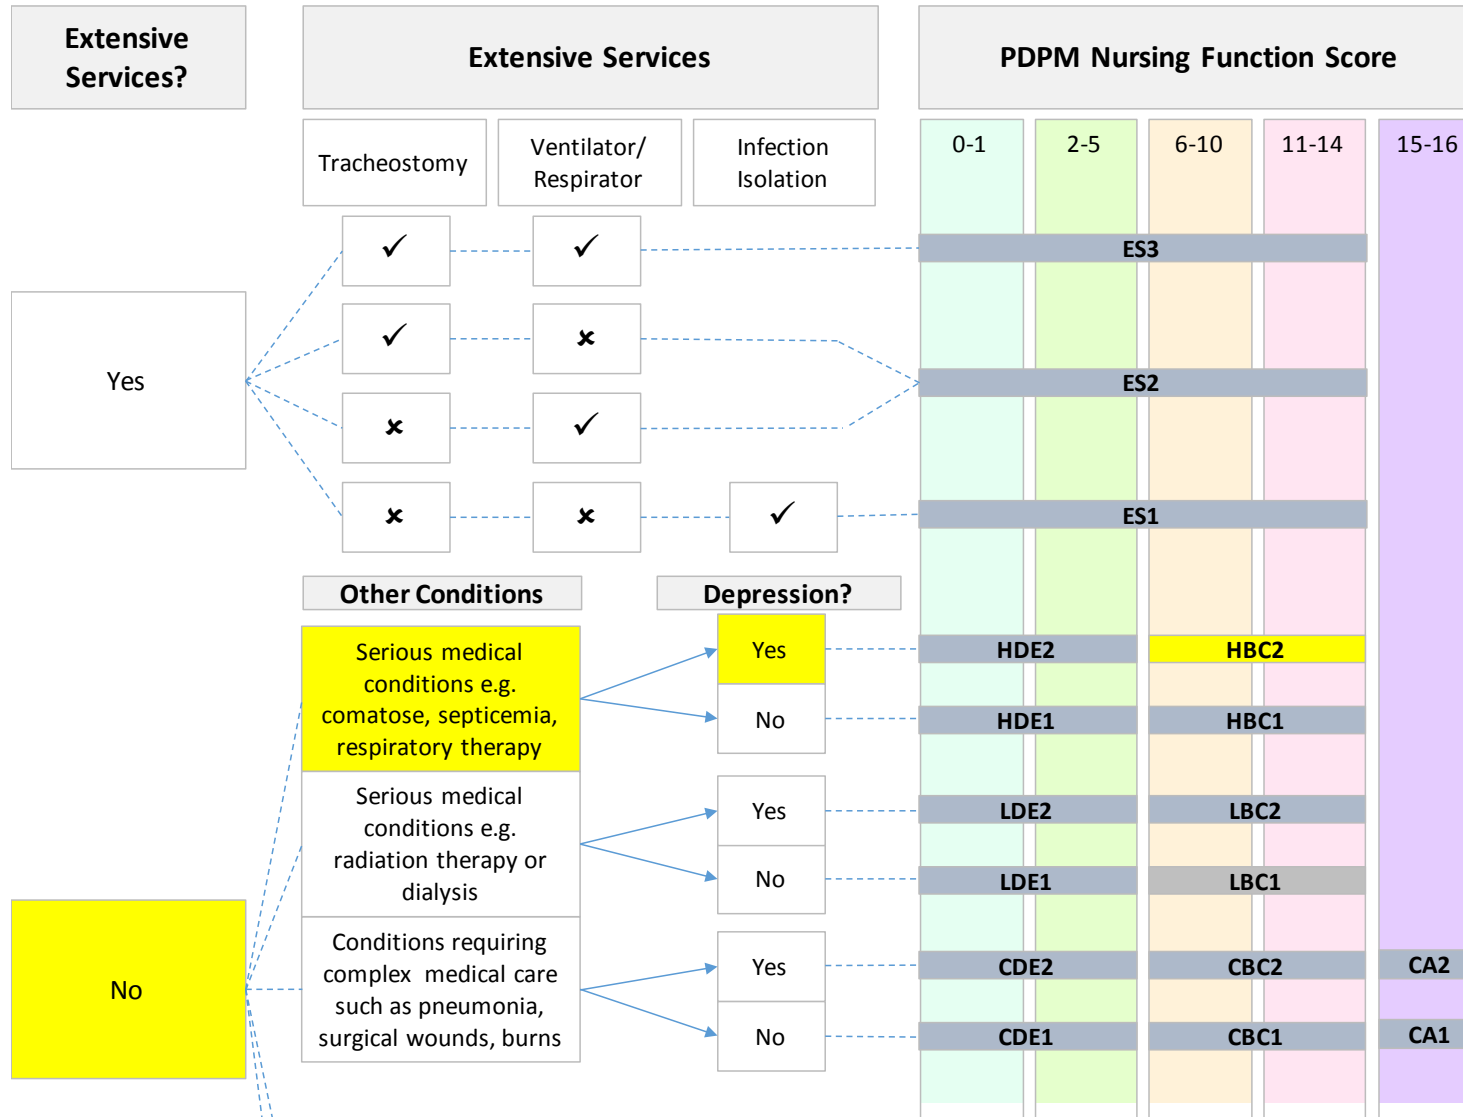 Extensive
Services?
Extensive Services
PDPM Nursing Function Score
Tracheostomy
Ventilator/
Respirator
Infection
Isolation
0-1
2-5
6-10
11-14
15-16
Yes
✓
✓
ES3
✓
✘
ES2
✘
✓
✘
✘
✓
ES1
Other Conditions
Depression?
Serious medical
conditions e.g.
comatose, septicemia,
respiratory therapy
Yes
HDE2
HBC2
No
HDE1
HBC1
Serious medical
conditions e.g.
radiation therapy or
dialysis
Yes
LDE2
LBC2
No
LDE1
LBC1
No
Conditions requiring
complex medical care
such as pneumonia,
surgical wounds, burns
Yes
CDE2
CBC2
CA2
No
CDE1
CBC1
CA1